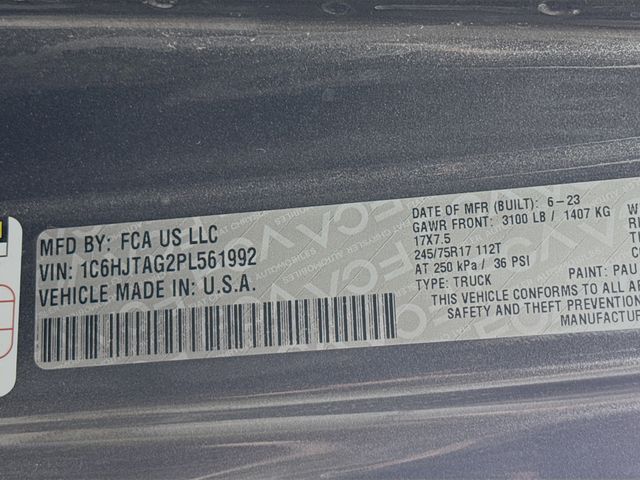 MFD BY: FCA US LLC
VIN: 1C6HJTAG2PL561992
VEHICLE MADE IN: U.S.A.
DATE OF MFR (BUILT): 6-23
GAWR FRONT: 3100 LB / 1407 KG
17X7.5
245/75R17 112T
AT 250 kPa / 36 PSI
TYPE: TRUCK
PAINT: PAU
THIS VEHICLE CONFORMS TO ALL AP
SAFETY AND THEFT PREVENTION
MANUFACTUR